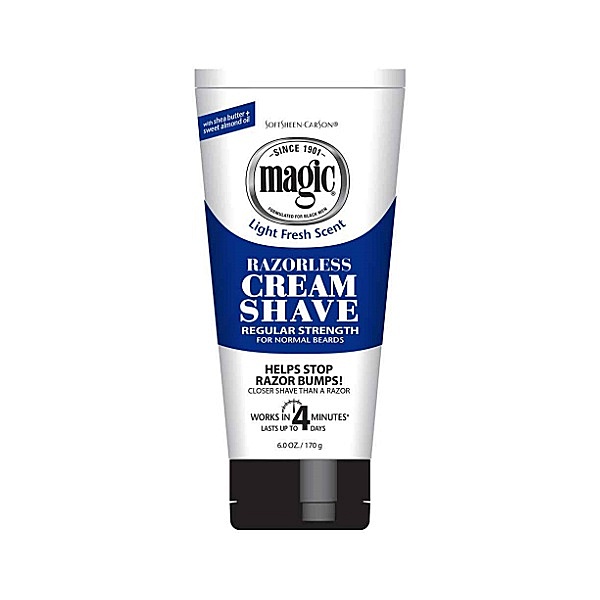 with shea butter +
sweet almond oil
SOFTSHEEN-CARSON®
SINCE 1901
magic®
FORMULATED FOR BLACK MEN
Light Fresh Scent
RAZORLESS
CREAM
SHAVE
REGULAR STRENGTH
FOR NORMAL BEARDS
HELPS STOP
RAZOR BUMPS!
CLOSER SHAVE THAN A RAZOR
WORKS IN 4 MINUTES*
LASTS UP TO 4 DAYS
6.0 OZ. / 170 g